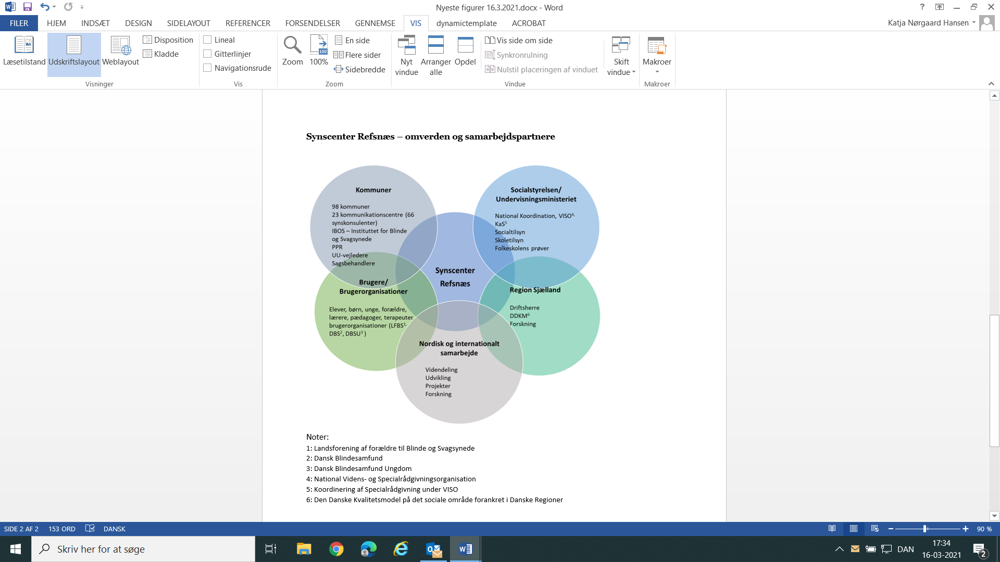 Nyeste figurer 16.3.2021.docx - Word
?
FILER
HJEM
INDSÆT
DESIGN
SIDELAYOUT
REFERENCER
FORSENDELSER
GENNEMSE
VIS
dynamictemplate
ACROBAT
Katja Nørgaard Hansen
Læsetilstand
Udskriftslayout
Weblayout
Disposition
Kladde
Visninger
Lineal
Gitterlinjer
Navigationsrude
Vis
Zoom
100
100%
En side
Flere sider
Sidebredde
Zoom
Nyt
vindue
Arranger
alle
Opdel
Vis side om side
Synkronrulning
Nulstil placeringen af vinduet
Skift
vindue
Vindue
Makroer
Makroer
Synscenter Refsnæs – omverden og samarbejdspartnere
Kommuner
98 kommuner
23 kommunikationscentre (66
synskonsulenter)
IBOS – Instituttet for Blinde
og Svagsynede
PPR
UU-vejledere
Sagsbehandlere
Socialstyrelsen/
Undervisningsministeriet
National Koordination, VISO4,
KaS5
Socialtilsyn
Skoletilsyn
Folkeskolens prøver
Synscenter
Refsnæs
Brugere/
Brugerorganisationer
Elever, børn, unge, forældre,
lærere, pædagoger, terapeuter
brugerorganisationer (LFBS1,
DBS2, DBSU3 )
Region Sjælland
Driftsherre
DDKM6
Forskning
Nordisk og internationalt
samarbejde
Videndeling
Udvikling
Projekter
Forskning
Noter:
1: Landsforening af forældre til Blinde og Svagsynede
2: Dansk Blindesamfund
3: Dansk Blindesamfund Ungdom
4: National Videns- og Specialrådgivningsorganisation
5: Koordinering af Specialrådgivning under VISO
6: Den Danske Kvalitetsmodel på det sociale område forankret i Danske Regioner
SIDE 2 AF 2
153 ORD
DANSK
90 %
Skriv her for at søge
DAN
17:34
16-03-2021
2